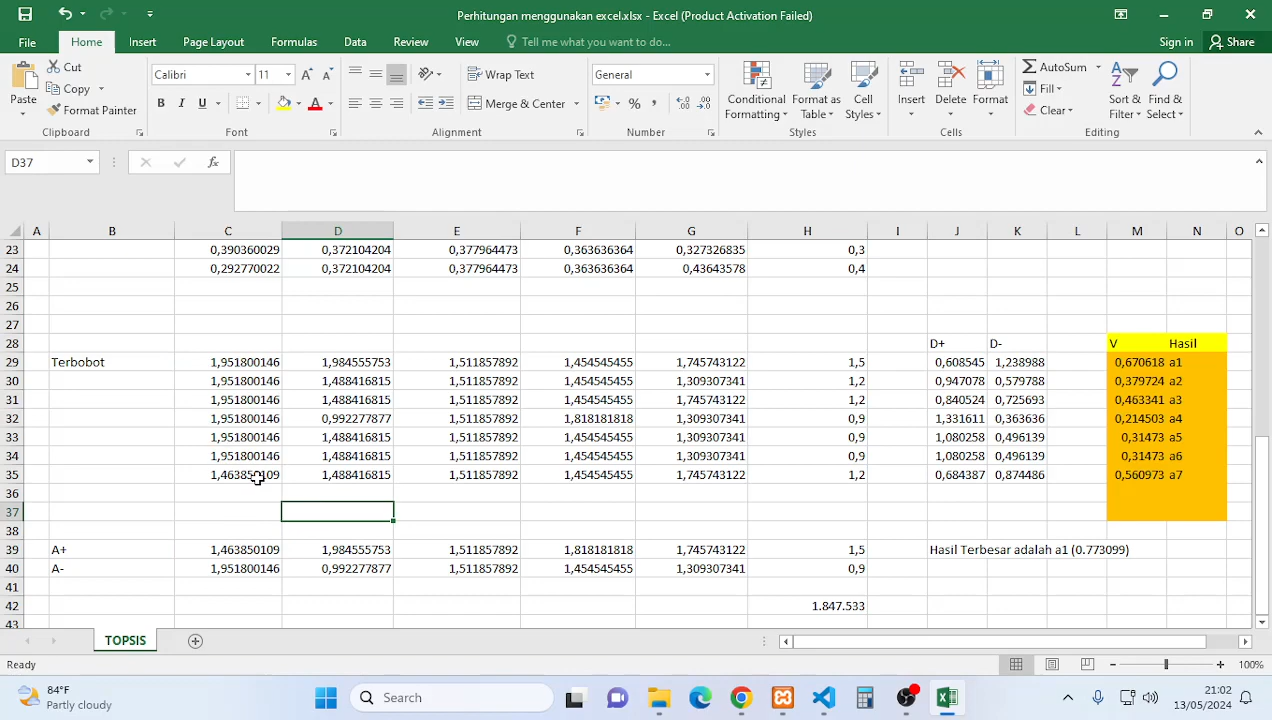 Perhitungan menggunakan excel.xlsx - Excel (Product Activation Failed)
File Home Insert Page Layout Formulas Data Review View Tell me what you want to do... Sign in Share
Cut
Copy
Format Painter
Paste
Clipboard
Calibri 11
B I U
Font
Wrap Text
Merge & Center
Alignment
General
Number
Conditional Formatting
Format as Table
Cell Styles
Styles
Insert Delete Format
Cells
AutoSum
Fill
Clear
Sort & Filter
Find & Select
Editing
D37 fx
A B C D E F G H I J K L M N O
23 0,390360029 0,372104204 0,377964473 0,363636364 0,327326835 0,3
24 0,292770022 0,372104204 0,377964473 0,363636364 0,43643578 0,4
25
26
27
28 D+ D- V Hasil
29 Terbobot 1,951800146 1,984555753 1,511857892 1,454545455 1,745743122 1,5 0,608545 1,238988 0,670618 a1
30 1,951800146 1,488416815 1,511857892 1,454545455 1,309307341 1,2 0,947078 0,579788 0,379724 a2
31 1,951800146 1,488416815 1,511857892 1,454545455 1,745743122 1,2 0,840524 0,725693 0,463341 a3
32 1,951800146 0,992277877 1,511857892 1,818181818 1,309307341 0,9 1,331611 0,363636 0,214503 a4
33 1,951800146 1,488416815 1,511857892 1,454545455 1,309307341 0,9 1,080258 0,496139 0,31473 a5
34 1,951800146 1,488416815 1,511857892 1,454545455 1,309307341 0,9 1,080258 0,496139 0,31473 a6
35 1,463850109 1,488416815 1,511857892 1,454545455 1,745743122 1,2 0,684387 0,874486 0,560973 a7
36
37
38
39 A+ 1,463850109 1,984555753 1,511857892 1,818181818 1,745743122 1,5 Hasil Terbesar adalah a1 (0.773099)
40 A- 1,951800146 0,992277877 1,511857892 1,454545455 1,309307341 0,9
41
42 1.847.533
43
TOPSIS
Ready 100%
84°F
Partly cloudy
Search
21:02
13/05/2024